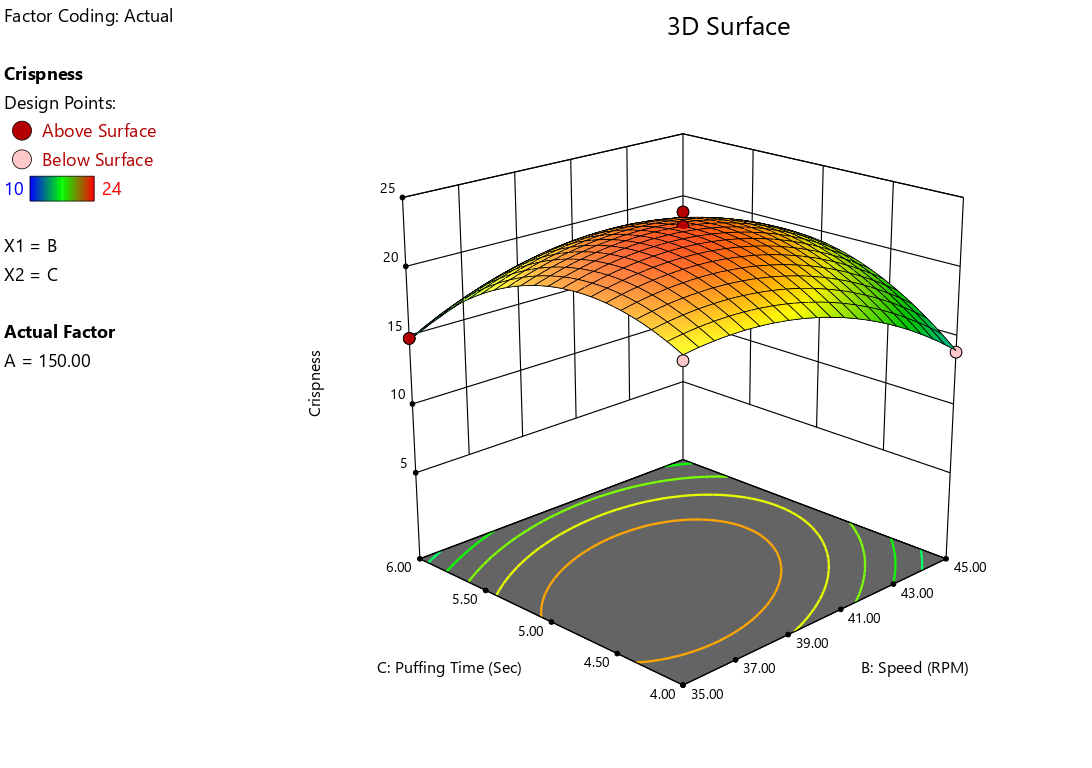 Factor Coding: Actual
3D Surface
Crispness
Design Points:
Above Surface
Below Surface
10 24
X1 = B
X2 = C
Actual Factor
A = 150.00
25
20
15
10
5
Crispness
6.00
5.50
5.00
4.50
4.00
C: Puffing Time (Sec)
35.00
37.00
39.00
41.00
43.00
45.00
B: Speed (RPM)